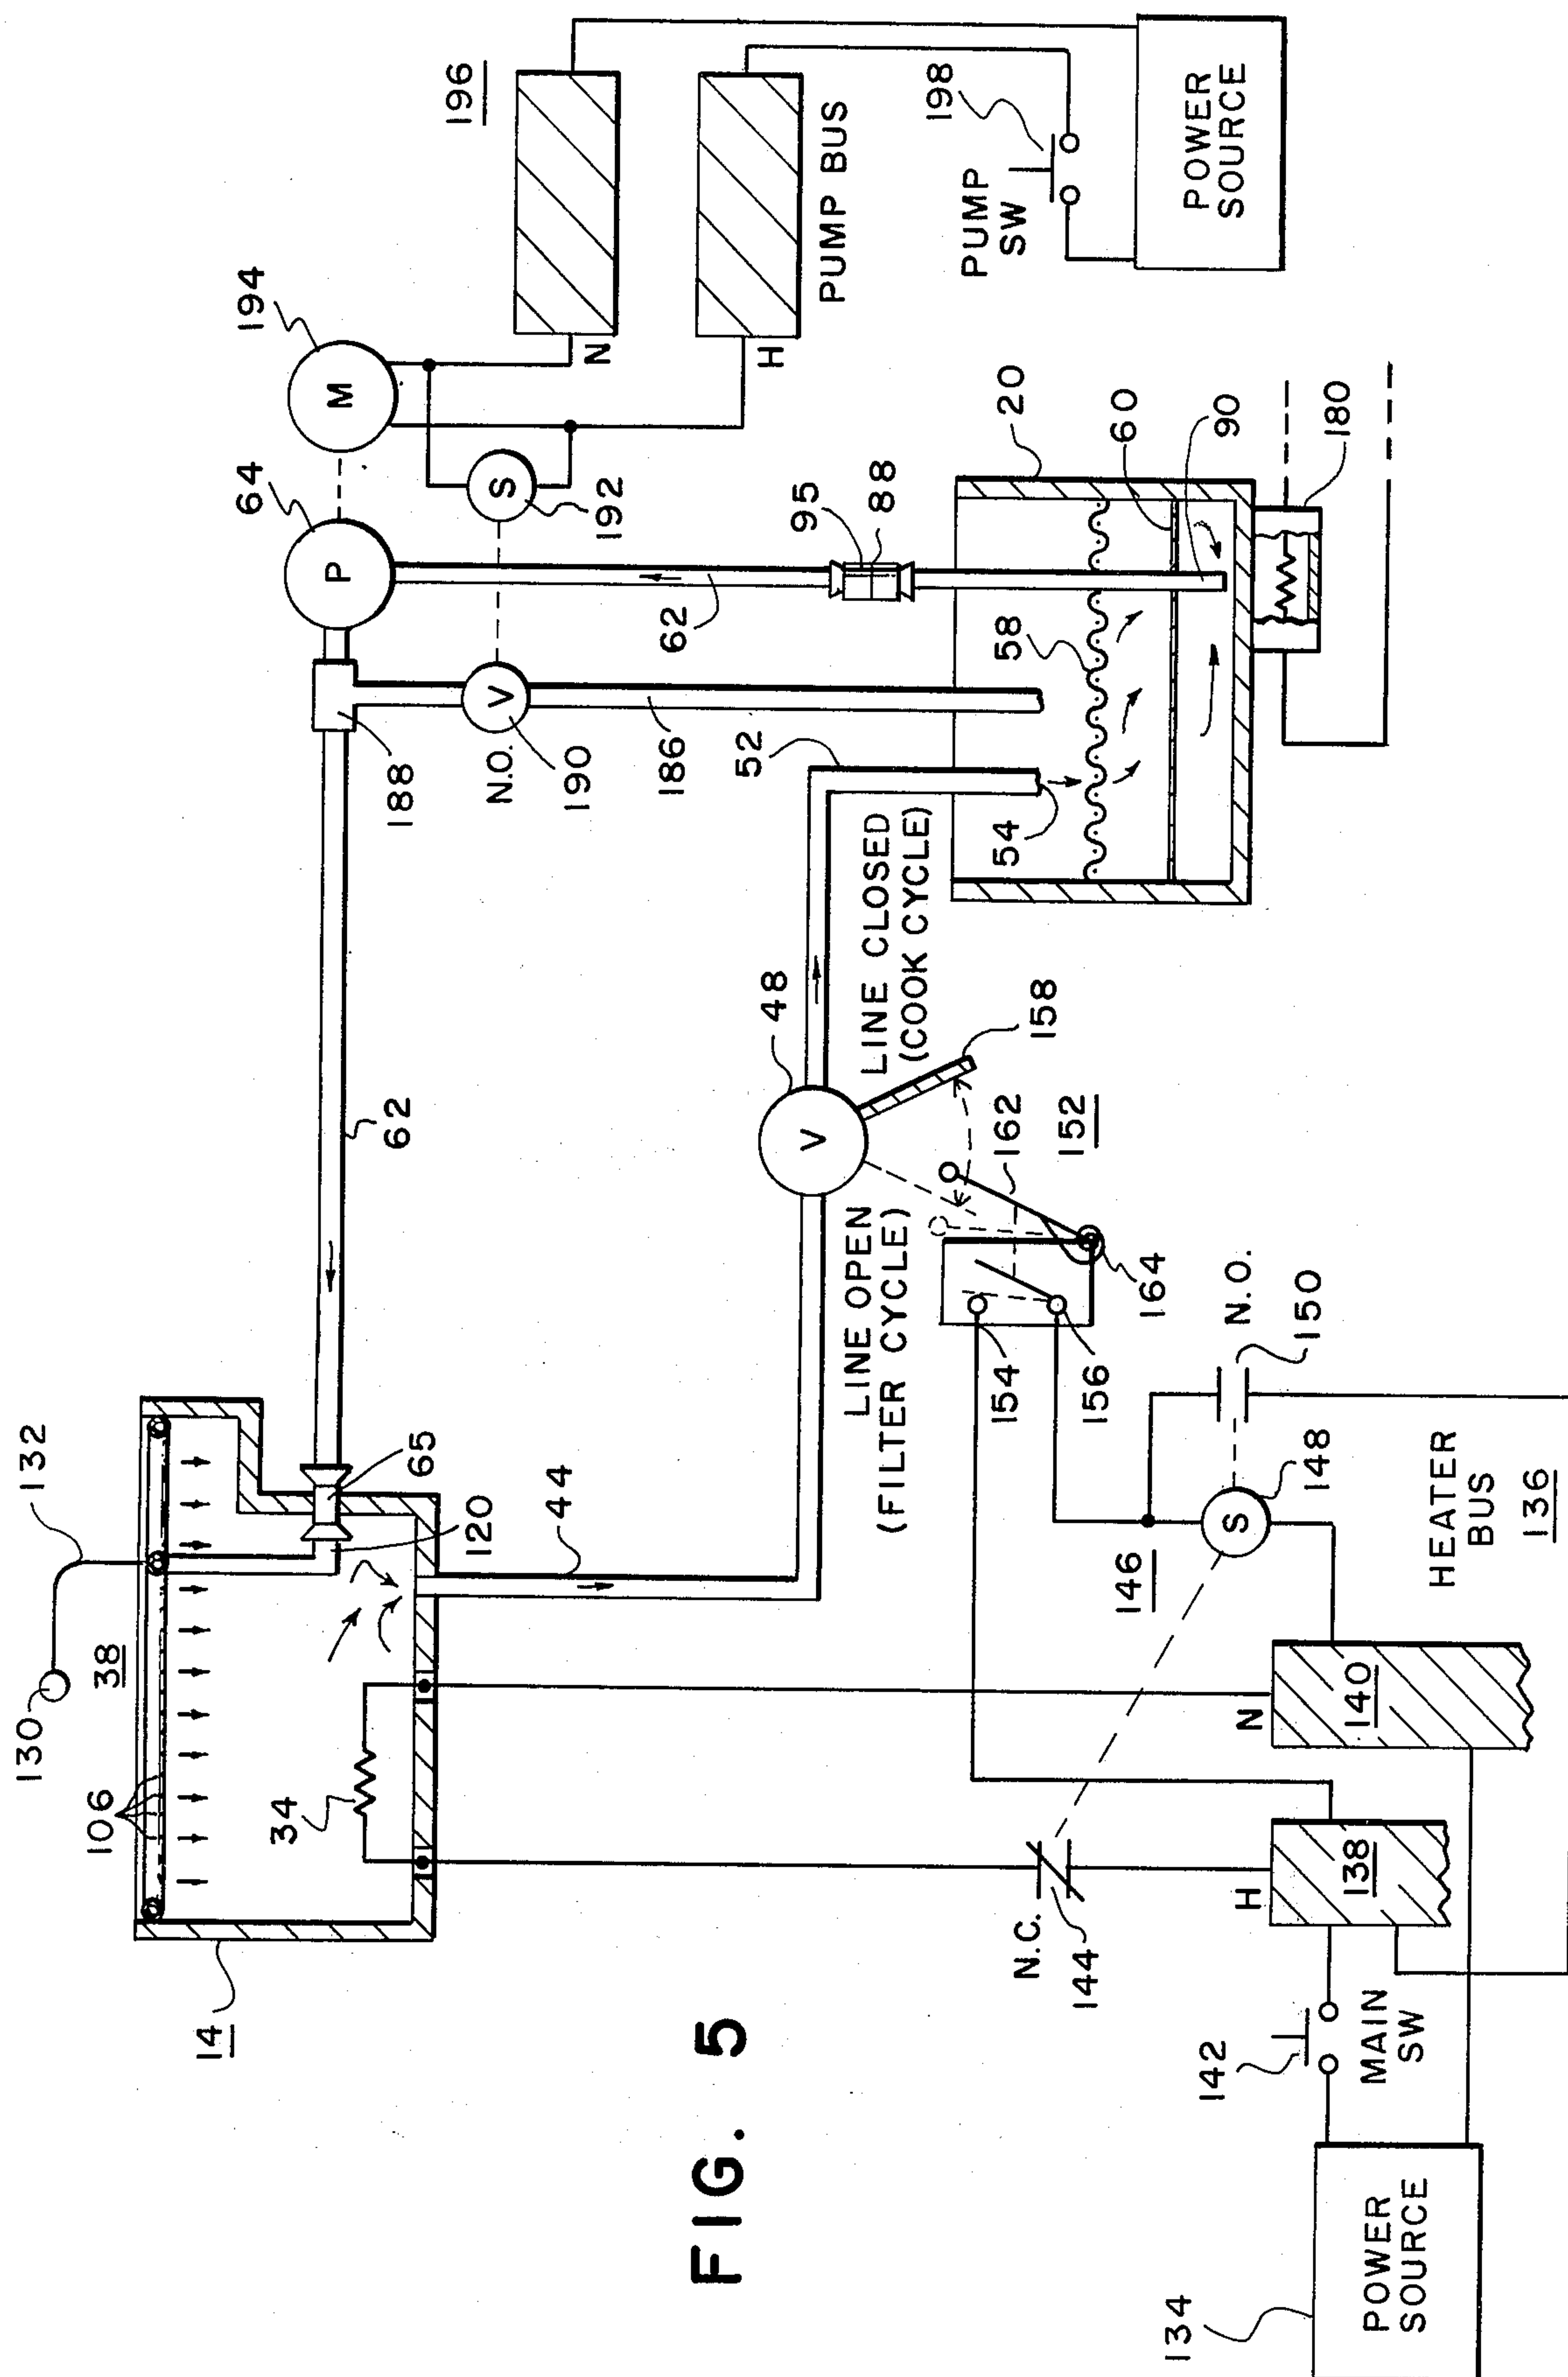 FIG. 5
14
106
130
38
132
34
120
65
44
62
188
N.O.
190
186
52
64
P
V
194
M
S
192
196
N
H
PUMP BUS
PUMP
SW
198
POWER
SOURCE
95
88
62
20
60
90
180
58
54
48
V
LINE CLOSED
(COOK CYCLE)
158
LINE OPEN
(FILTER CYCLE)
162
152
164
154
156
N.O.
150
S
148
146
HEATER
BUS
136
N
140
H
138
N.C.
144
142
MAIN
SW
134
POWER
SOURCE